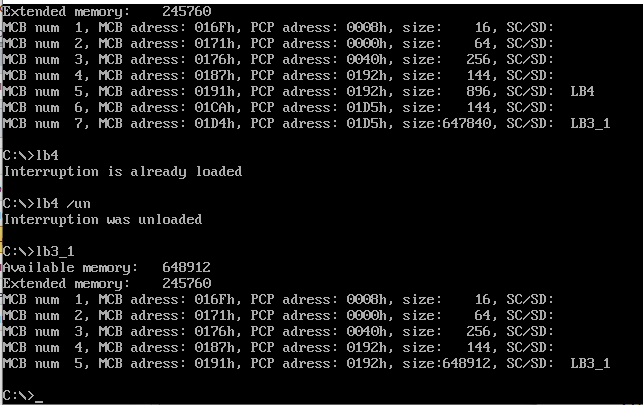 Extended memory:    245760
MCB num  1, MCB adress: 016Fh, PCP adress: 0008h, size:    16, SC/SD:
MCB num  2, MCB adress: 0171h, PCP adress: 0000h, size:    64, SC/SD:
MCB num  3, MCB adress: 0176h, PCP adress: 0040h, size:   256, SC/SD:
MCB num  4, MCB adress: 0187h, PCP adress: 0192h, size:   144, SC/SD:
MCB num  5, MCB adress: 0191h, PCP adress: 0192h, size:   896, SC/SD:  LB4
MCB num  6, MCB adress: 01CAh, PCP adress: 01D5h, size:   144, SC/SD:
MCB num  7, MCB adress: 01D4h, PCP adress: 01D5h, size:647840, SC/SD:  LB3_1
C:\>lb4
Interruption is already loaded
C:\>lb4 /un
Interruption was unloaded
C:\>lb3_1
Available memory:   648912
Extended memory:    245760
MCB num  1, MCB adress: 016Fh, PCP adress: 0008h, size:    16, SC/SD:
MCB num  2, MCB adress: 0171h, PCP adress: 0000h, size:    64, SC/SD:
MCB num  3, MCB adress: 0176h, PCP adress: 0040h, size:   256, SC/SD:
MCB num  4, MCB adress: 0187h, PCP adress: 0192h, size:   144, SC/SD:
MCB num  5, MCB adress: 0191h, PCP adress: 0192h, size:648912, SC/SD:  LB3_1
C:\>_